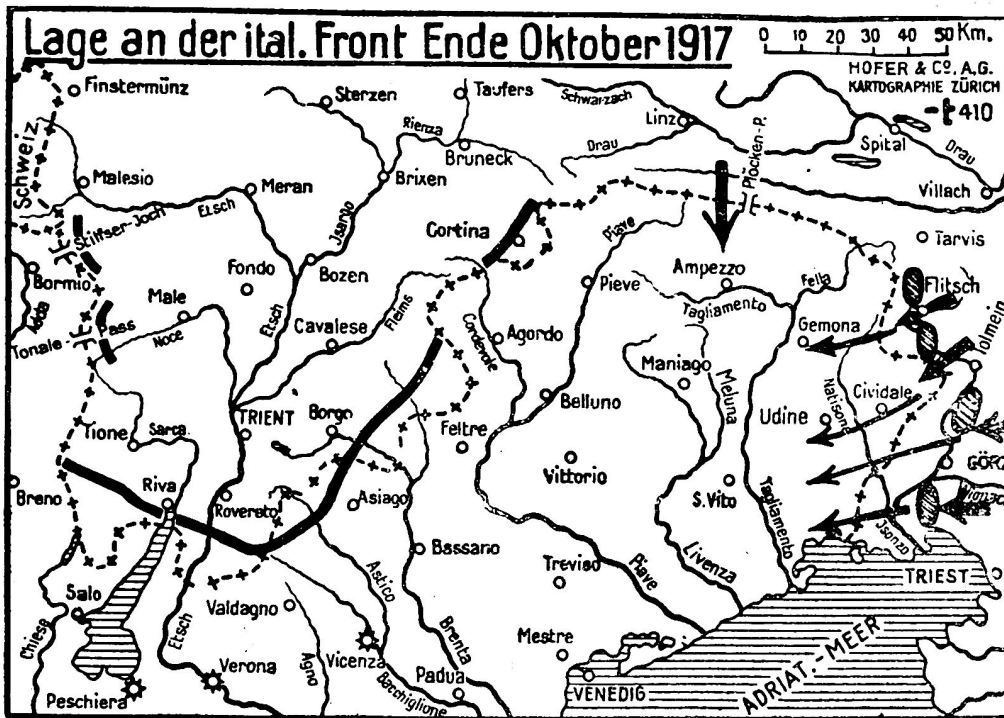 Lage an der ital. Front Ende Oktober 1917
0 10 20 30 40 50 Km.
HOFER & Co. A.G.
KARTOGRAPHIE ZÜRICH
410
Finstermünz
Sterzen
Taufers
Schwarzach
Linz
Drau
Plöcken-P.
Spital
Drau
Villach
Schweiz
Rienza
Bruneck
Malesio
Meran
Brixen
Etsch
Stilfser-Joch
Jsargo
Cortina
Piave
Tarvis
Bormio
Fondo
Bozen
Ampezzo
Fella
Flitsch
Adda
Male
Pieve
Tagliamento
Etsch
Cavalese
Fleims
Tonale-Pass
Noce
Cordevole
Agordo
Gemona
Tolmein
Maniago
Meluna
Natisone
Cividale
Belluno
TRIENT
Borgo
Feltre
Udine
Tione
Sarca
Vittorio
GÖRZ
Breno
Riva
Rovereto
Asiago
S. Vito
Tagliamento
Jsonzo
Bassano
Treviso
Piave
Livenza
TRIEST
Salo
Chiese
Etsch
Valdagno
Astico
Agno
Vicenza
Brenta
Mestre
Verona
Padua
Bacchiglione
Peschiera
VENEDIG
ADRIAT.-MEER